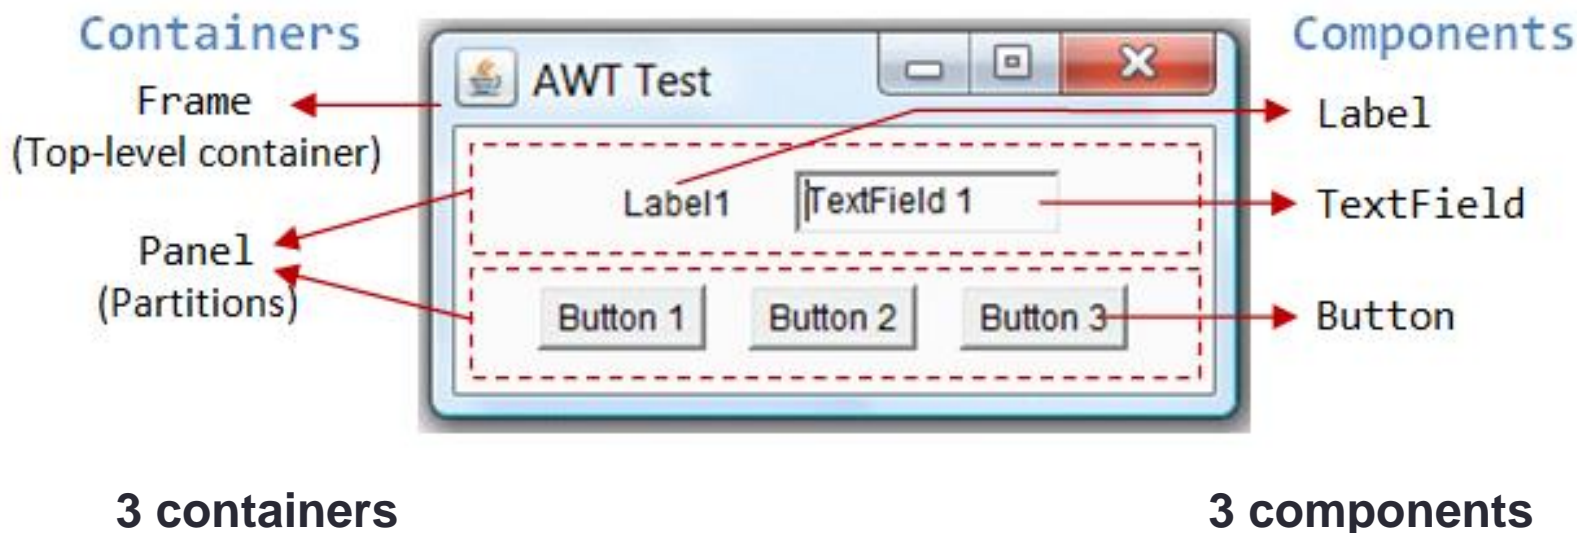 Containers
Frame
(Top-level container)
Panel
(Partitions)
AWT Test
Label1
TextField 1
Button 1
Button 2
Button 3
Components
Label
TextField
Button
3 containers
3 components